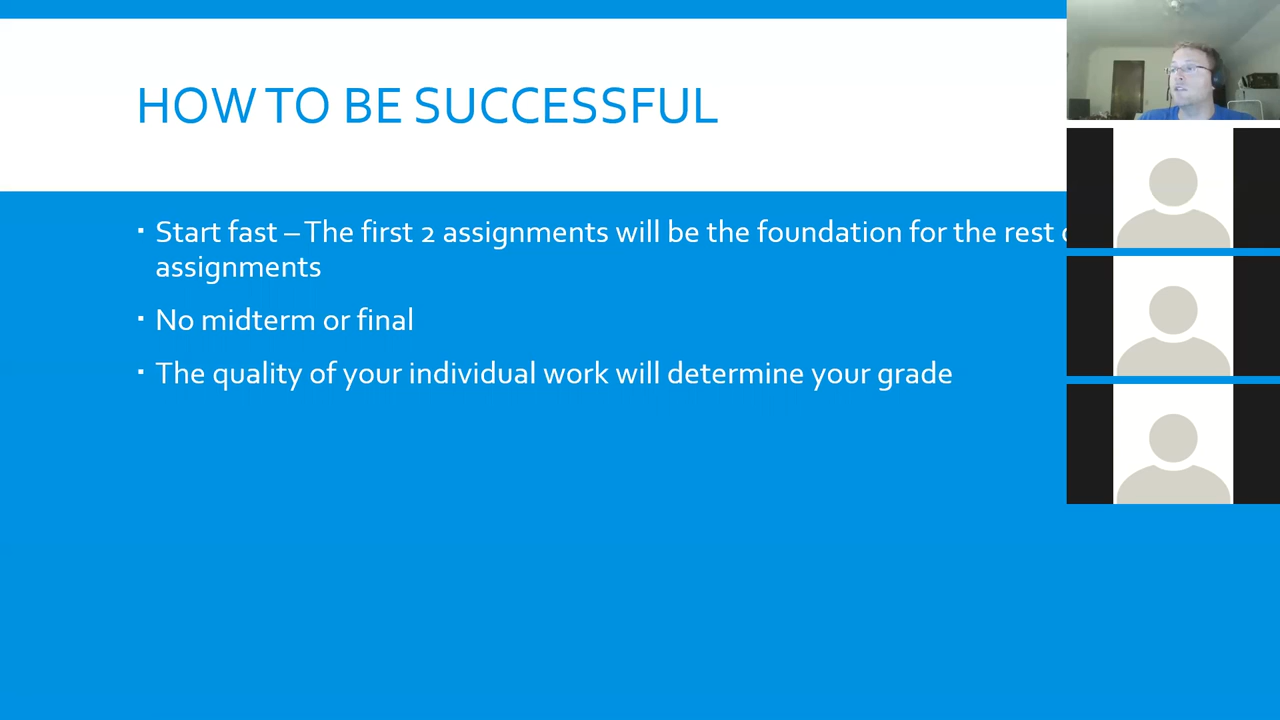 HOW TO BE SUCCESSFUL
▪ Start fast – The first 2 assignments will be the foundation for the rest
assignments
▪ No midterm or final
▪ The quality of your individual work will determine your grade